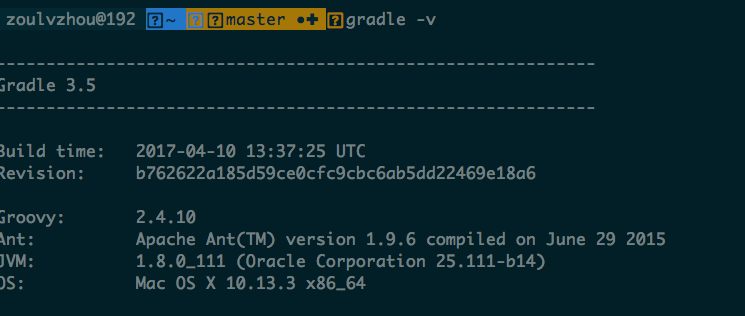 zoulvzhou@192 ~ master ●✚ gradle -v
------------------------------------------------------------
Gradle 3.5
------------------------------------------------------------
Build time:   2017-04-10 13:37:25 UTC
Revision:     b762622a185d59ce0cfc9cbc6ab5dd22469e18a6
Groovy:       2.4.10
Ant:          Apache Ant(TM) version 1.9.6 compiled on June 29 2015
JVM:          1.8.0_111 (Oracle Corporation 25.111-b14)
OS:           Mac OS X 10.13.3 x86_64